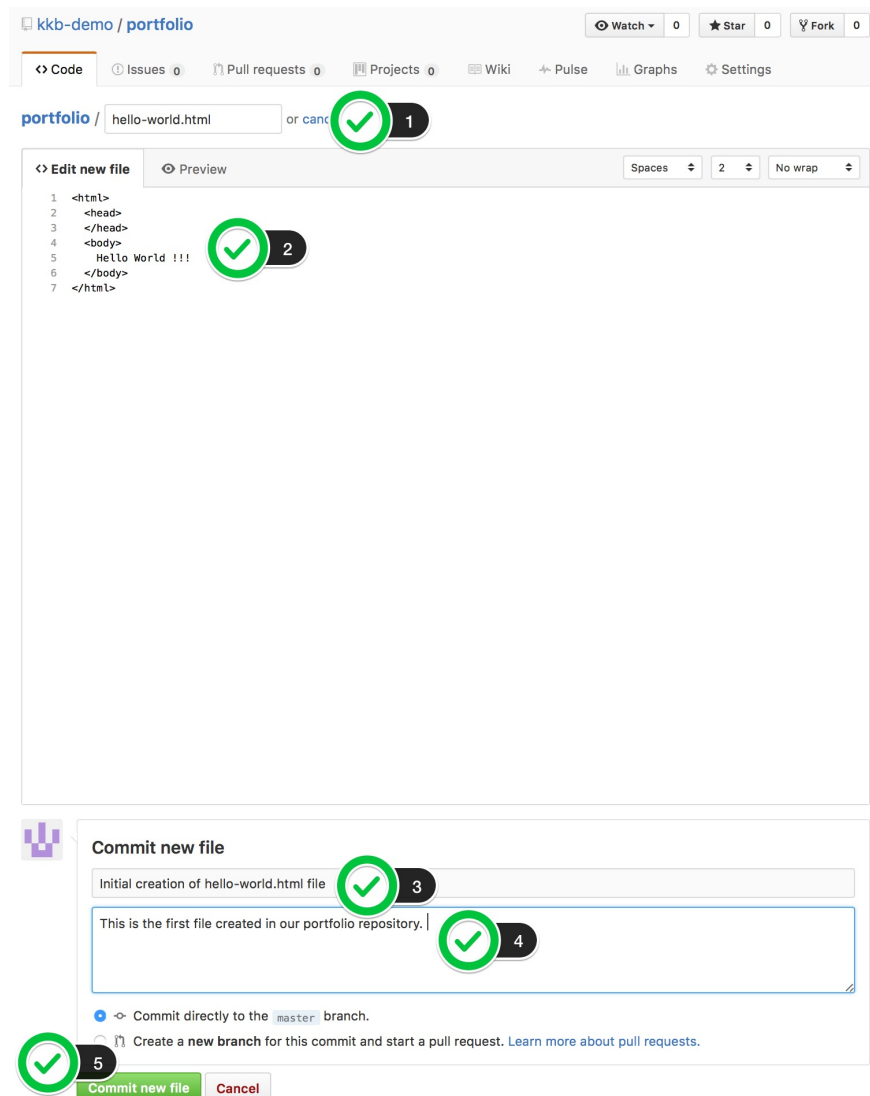 kkb-demo / portfolio
Watch 0 Star 0 Fork 0
Code Issues 0 Pull requests 0 Projects 0 Wiki Pulse Graphs Settings
portfolio / hello-world.html or 1
Edit new file Preview Spaces 2 No wrap
1 <html>
2   <head>
3   </head>
4   <body>
5     Hello World !!!
6   </body>
7 </html>
2
Commit new file
Initial creation of hello-world.html file 3
This is the first file created in our portfolio repository. 4
Commit directly to the master branch.
Create a new branch for this commit and start a pull request. Learn more about pull requests.
5
Commit new file Cancel